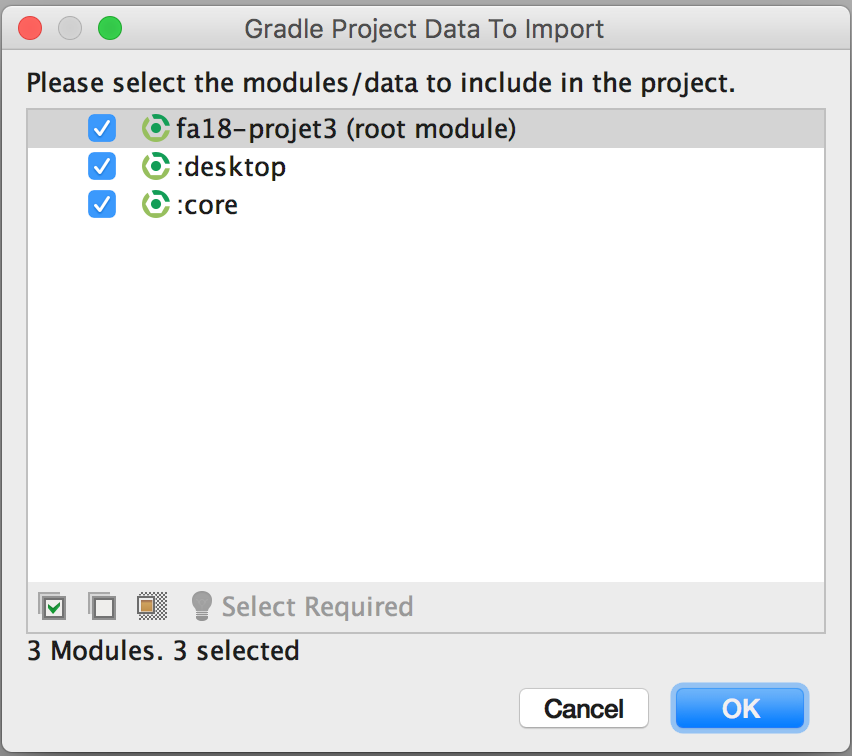 Gradle Project Data To Import
Please select the modules/data to include in the project.
fa18-projet3 (root module)
:desktop
:core
Select Required
3 Modules. 3 selected
Cancel
OK